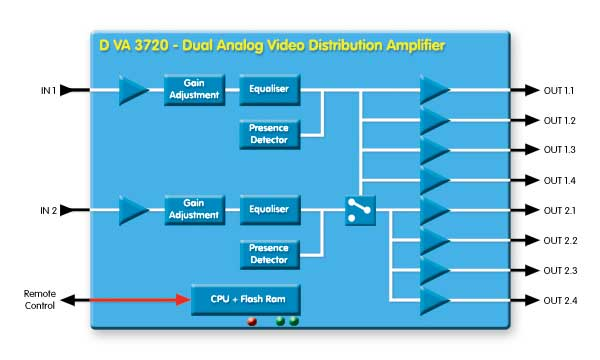 D VA 3720 - Dual Analog Video Distribution Amplifier
IN 1
Gain
Adjustment
Equaliser
Presence
Detector
OUT 1.1
OUT 1.2
OUT 1.3
OUT 1.4
IN 2
Gain
Adjustment
Equaliser
Presence
Detector
OUT 2.1
OUT 2.2
OUT 2.3
OUT 2.4
Remote
Control
CPU + Flash Ram